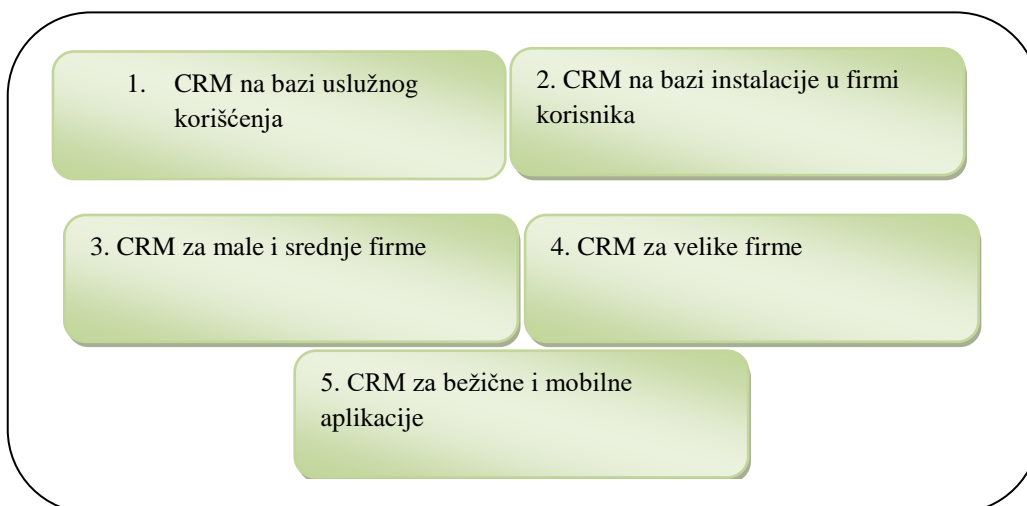 1. CRM na bazi uslužnog
korišćenja
2. CRM na bazi instalacije u firmi
korisnika
3. CRM za male i srednje firme
4. CRM za velike firme
5. CRM za bežične i mobilne
aplikacije